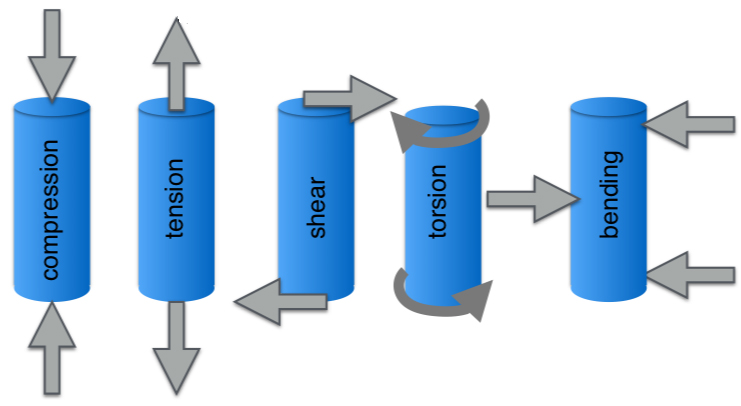 compression
tension
shear
torsion
bending